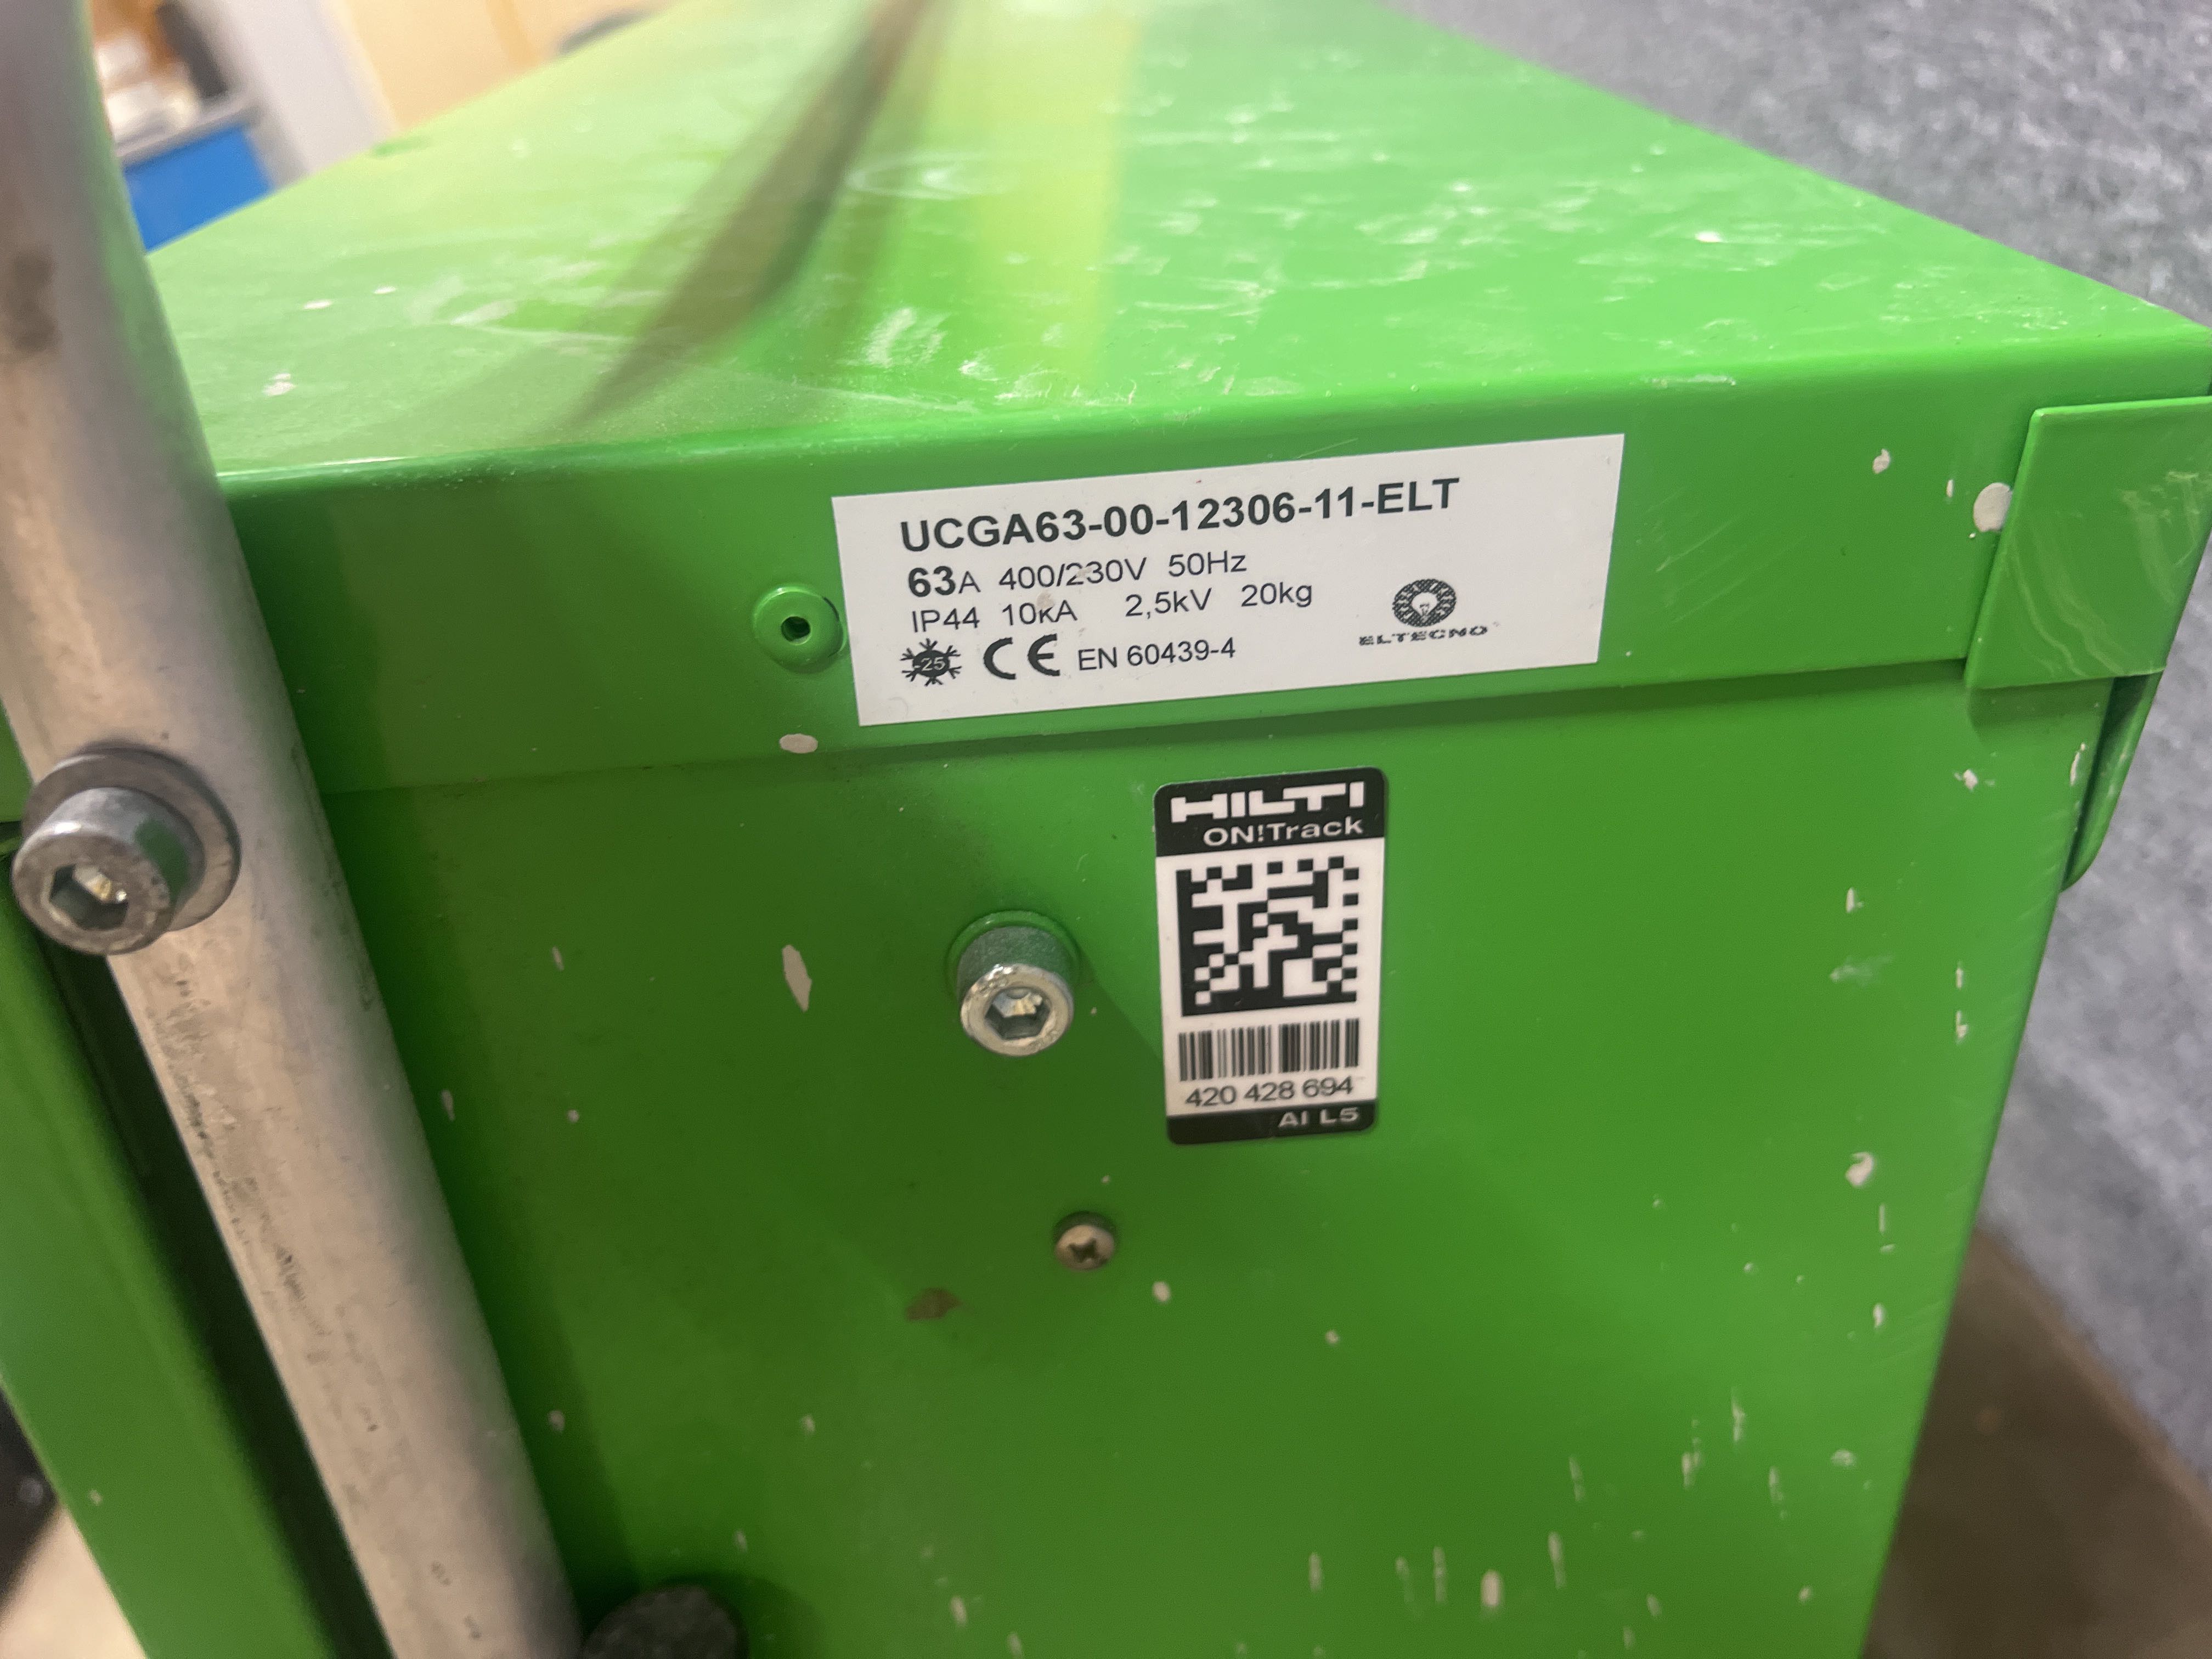 UCGA63-00-12306-11-ELT
63A 400/230V 50Hz
IP44 10kA 2,5kV 20kg
-25 CE EN 60439-4
ELTECNO
HILTI
ON!Track
420 428 694
AI L5